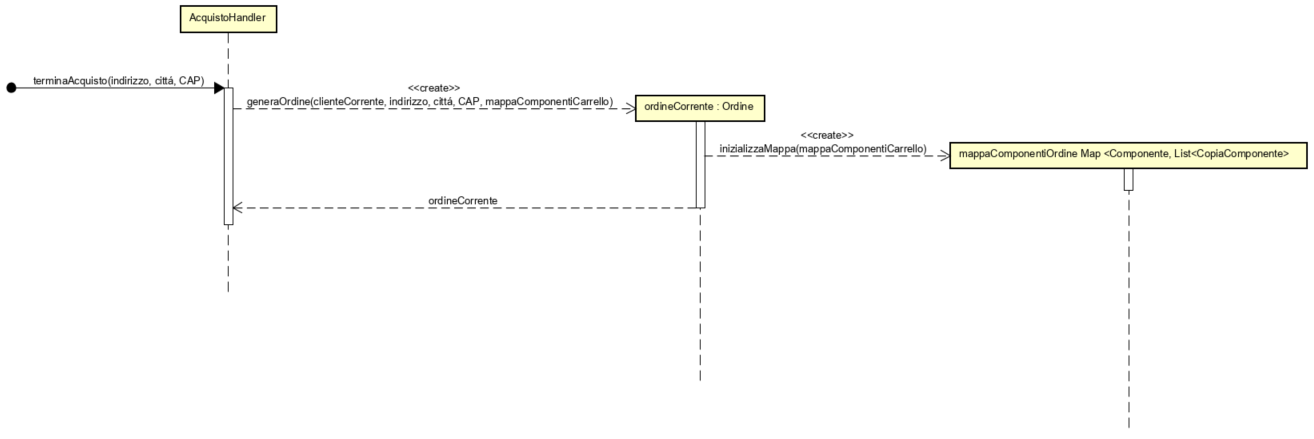 AcquistoHandler
terminaAcquisto(indirizzo, cittá, CAP)
<<create>>
generaOrdine(clienteCorrente, indirizzo, cittá, CAP, mappaComponentiCarrello)
ordineCorrente : Ordine
<<create>>
inizializzaMappa(mappaComponentiCarrello)
mappaComponentiOrdine Map <Componente, List<CopiaComponente>
ordineCorrente